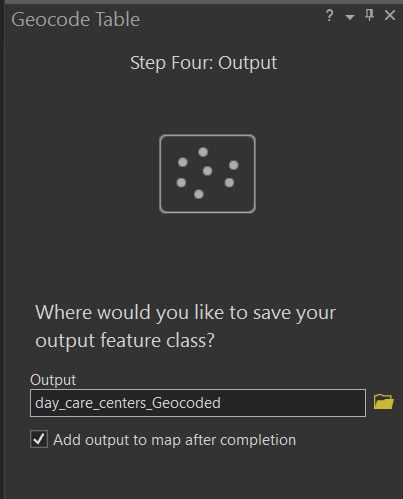 Geocode Table ?
Step Four: Output
Where would you like to save your
output feature class?
Output
day_care_centers_Geocoded
Add output to map after completion